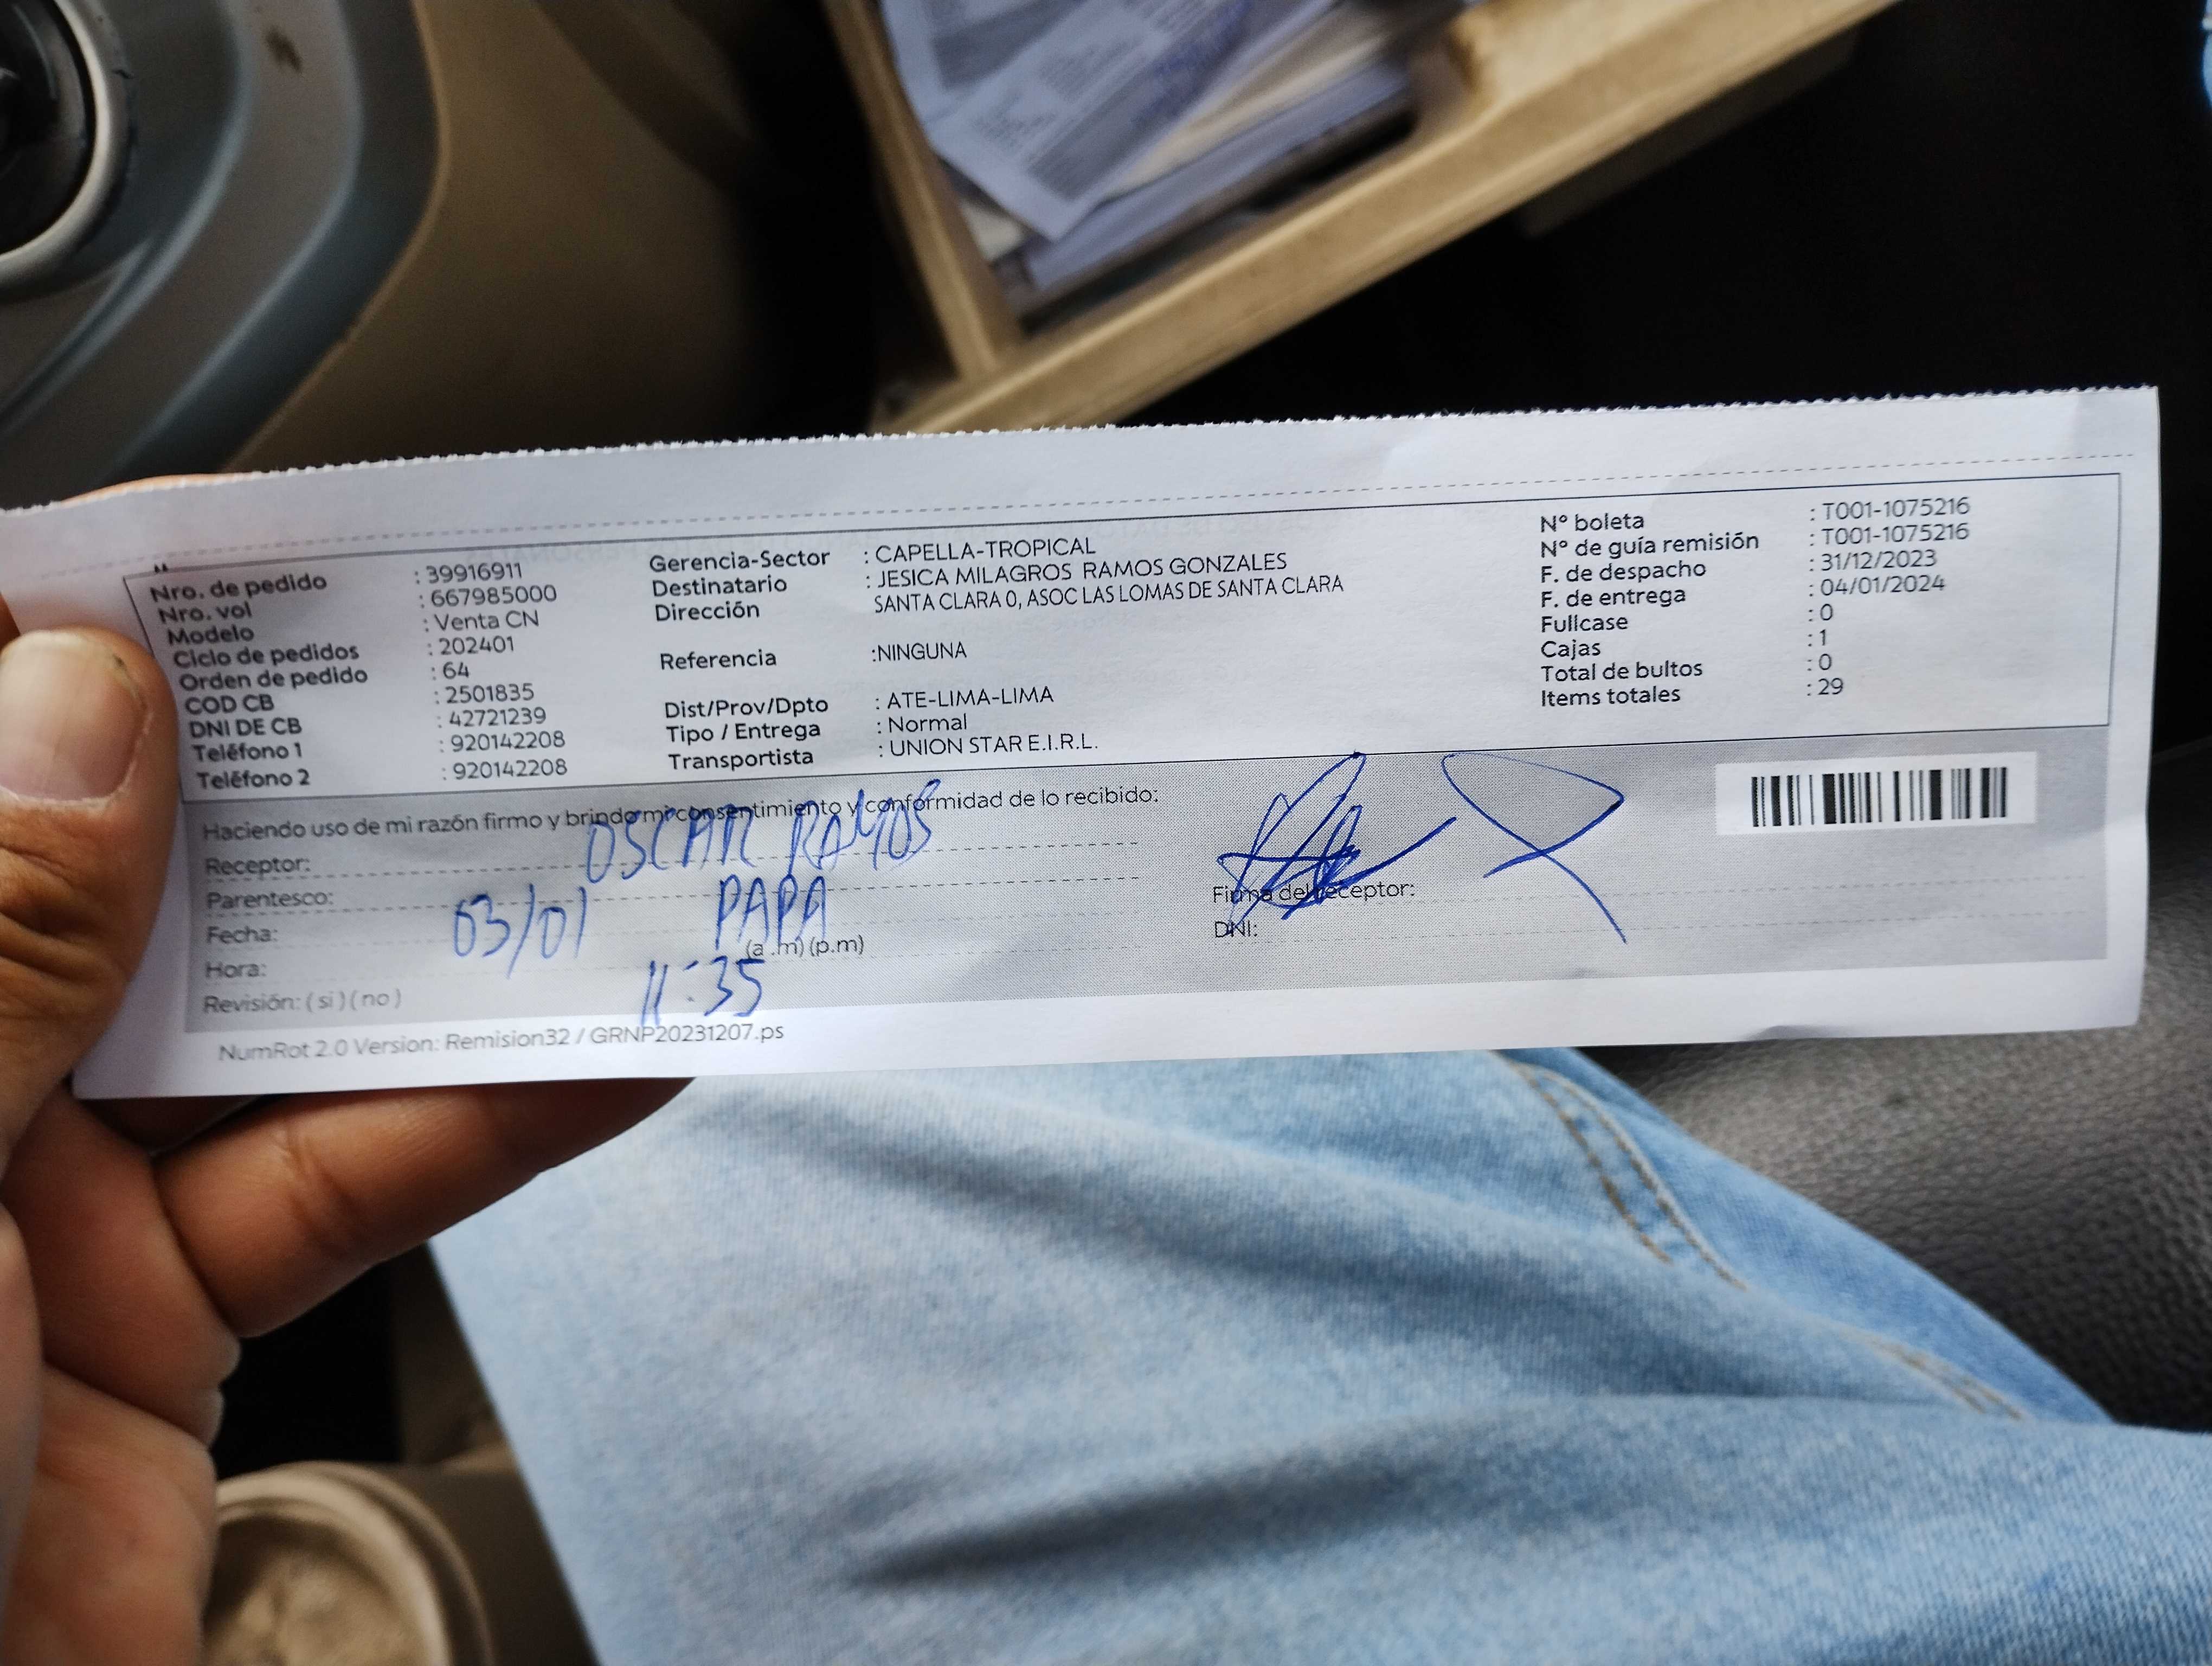 Nro. de pedido : 39916911
Nro. vol : 667985000
Modelo : Venta CN
Ciclo de pedidos : 202401
Orden de pedido : 64
COD CB : 2501835
DNI DE CB : 42721239
Teléfono 1 : 920142208
Teléfono 2 : 920142208
Gerencia-Sector : CAPELLA-TROPICAL
Destinatario : JESICA MILAGROS RAMOS GONZALES
Dirección SANTA CLARA 0, ASOC LAS LOMAS DE SANTA CLARA
Referencia :NINGUNA
Dist/Prov/Dpto : ATE-LIMA-LIMA
Tipo / Entrega : Normal
Transportista : UNION STAR E.I.R.L.
Nº boleta : T001-1075216
Nº de guía remisión : T001-1075216
F. de despacho : 31/12/2023
F. de entrega : 04/01/2024
Fullcase : 0
Cajas : 1
Total de bultos : 0
Items totales : 29
Haciendo uso de mi razón firmo y brindo mi consentimiento y conformidad de lo recibido:
Receptor: OSCAR RAMOS
Parentesco: PAPA
Fecha: 03/01
Hora: 11:35 (a .m) (p.m)
Revisión: ( si ) ( no )
Firma del receptor:
DNI:
NumRot 2.0 Version: Remision32 / GRNP20231207.ps